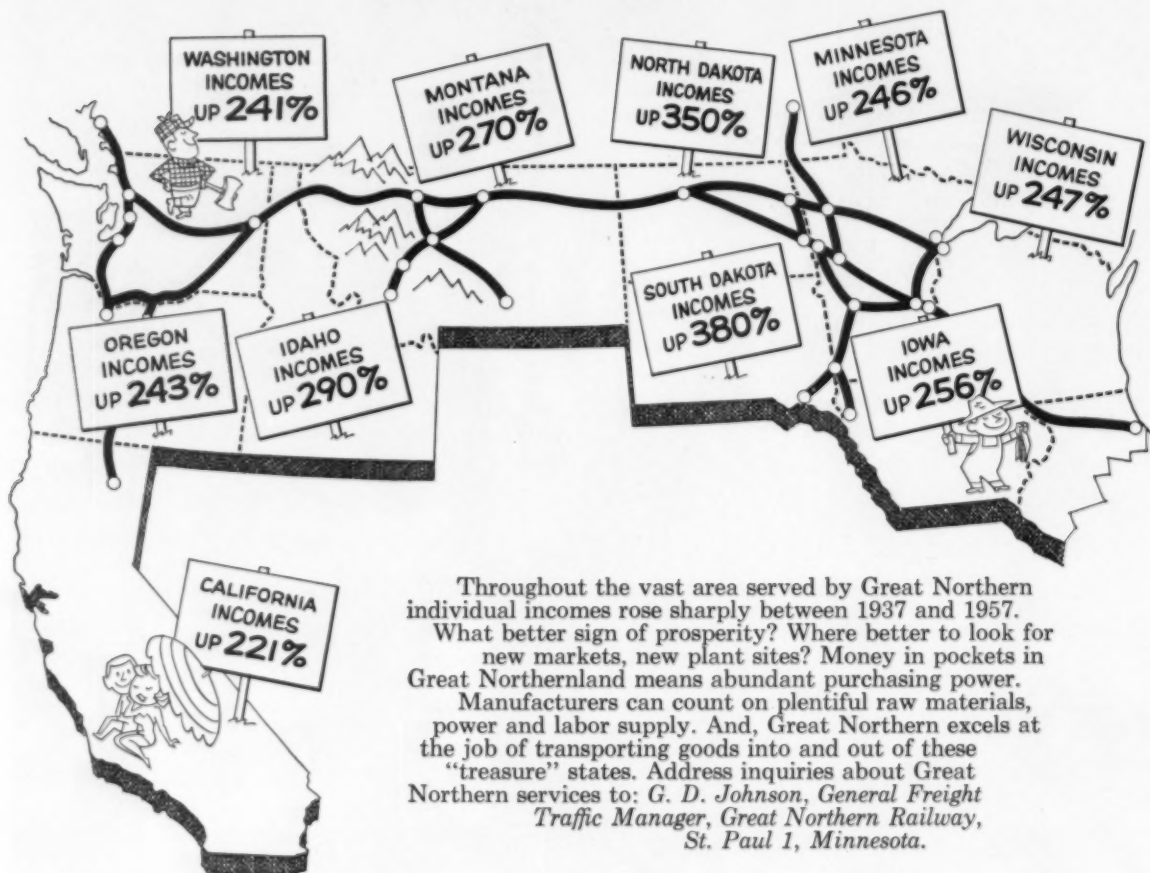 WASHINGTON
INCOMES
UP 241%
MONTANA
INCOMES
UP 270%
NORTH DAKOTA
INCOMES
UP 350%
MINNESOTA
INCOMES
UP 246%
WISCONSIN
INCOMES
UP 247%
OREGON
INCOMES
UP 243%
IDAHO
INCOMES
UP 290%
SOUTH DAKOTA
INCOMES
UP 380%
IOWA
INCOMES
UP 256%
CALIFORNIA
INCOMES
UP 221%
Throughout the vast area served by Great Northern
individual incomes rose sharply between 1937 and 1957.
What better sign of prosperity? Where better to look for
new markets, new plant sites? Money in pockets in
Great Northernland means abundant purchasing power.
Manufacturers can count on plentiful raw materials,
power and labor supply. And, Great Northern excels at
the job of transporting goods into and out of these
“treasure” states. Address inquiries about Great
Northern services to: G. D. Johnson, General Freight
Traffic Manager, Great Northern Railway,
St. Paul 1, Minnesota.